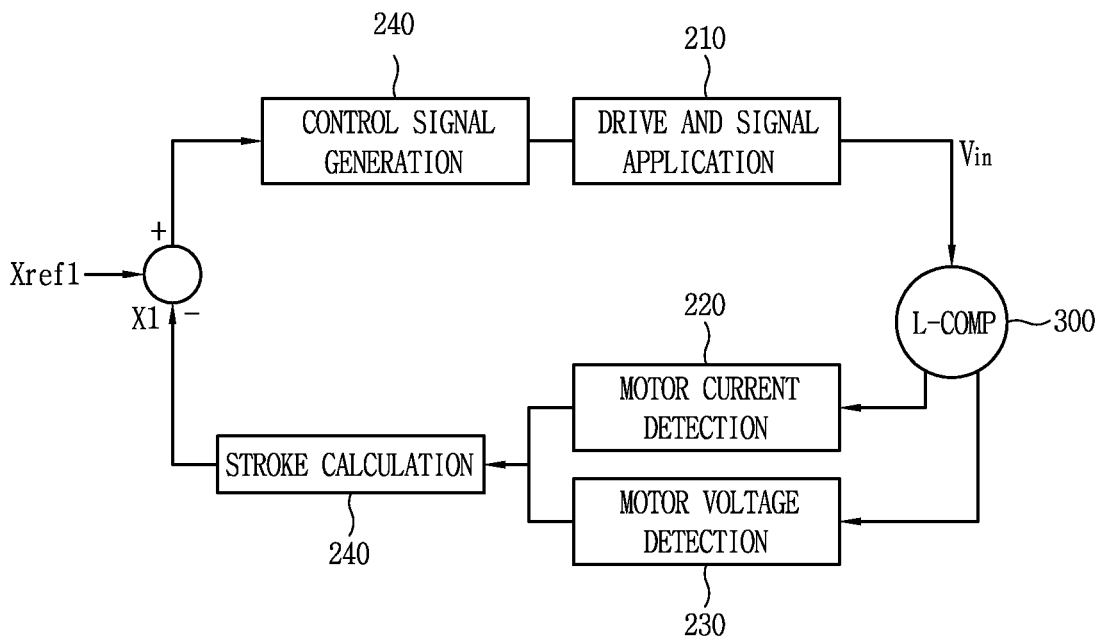 240
210
CONTROL SIGNAL
GENERATION
DRIVE AND SIGNAL
APPLICATION
Vin
+
Xref1
X1
-
220
L-COMP
300
MOTOR CURRENT
DETECTION
STROKE CALCULATION
240
MOTOR VOLTAGE
DETECTION
230